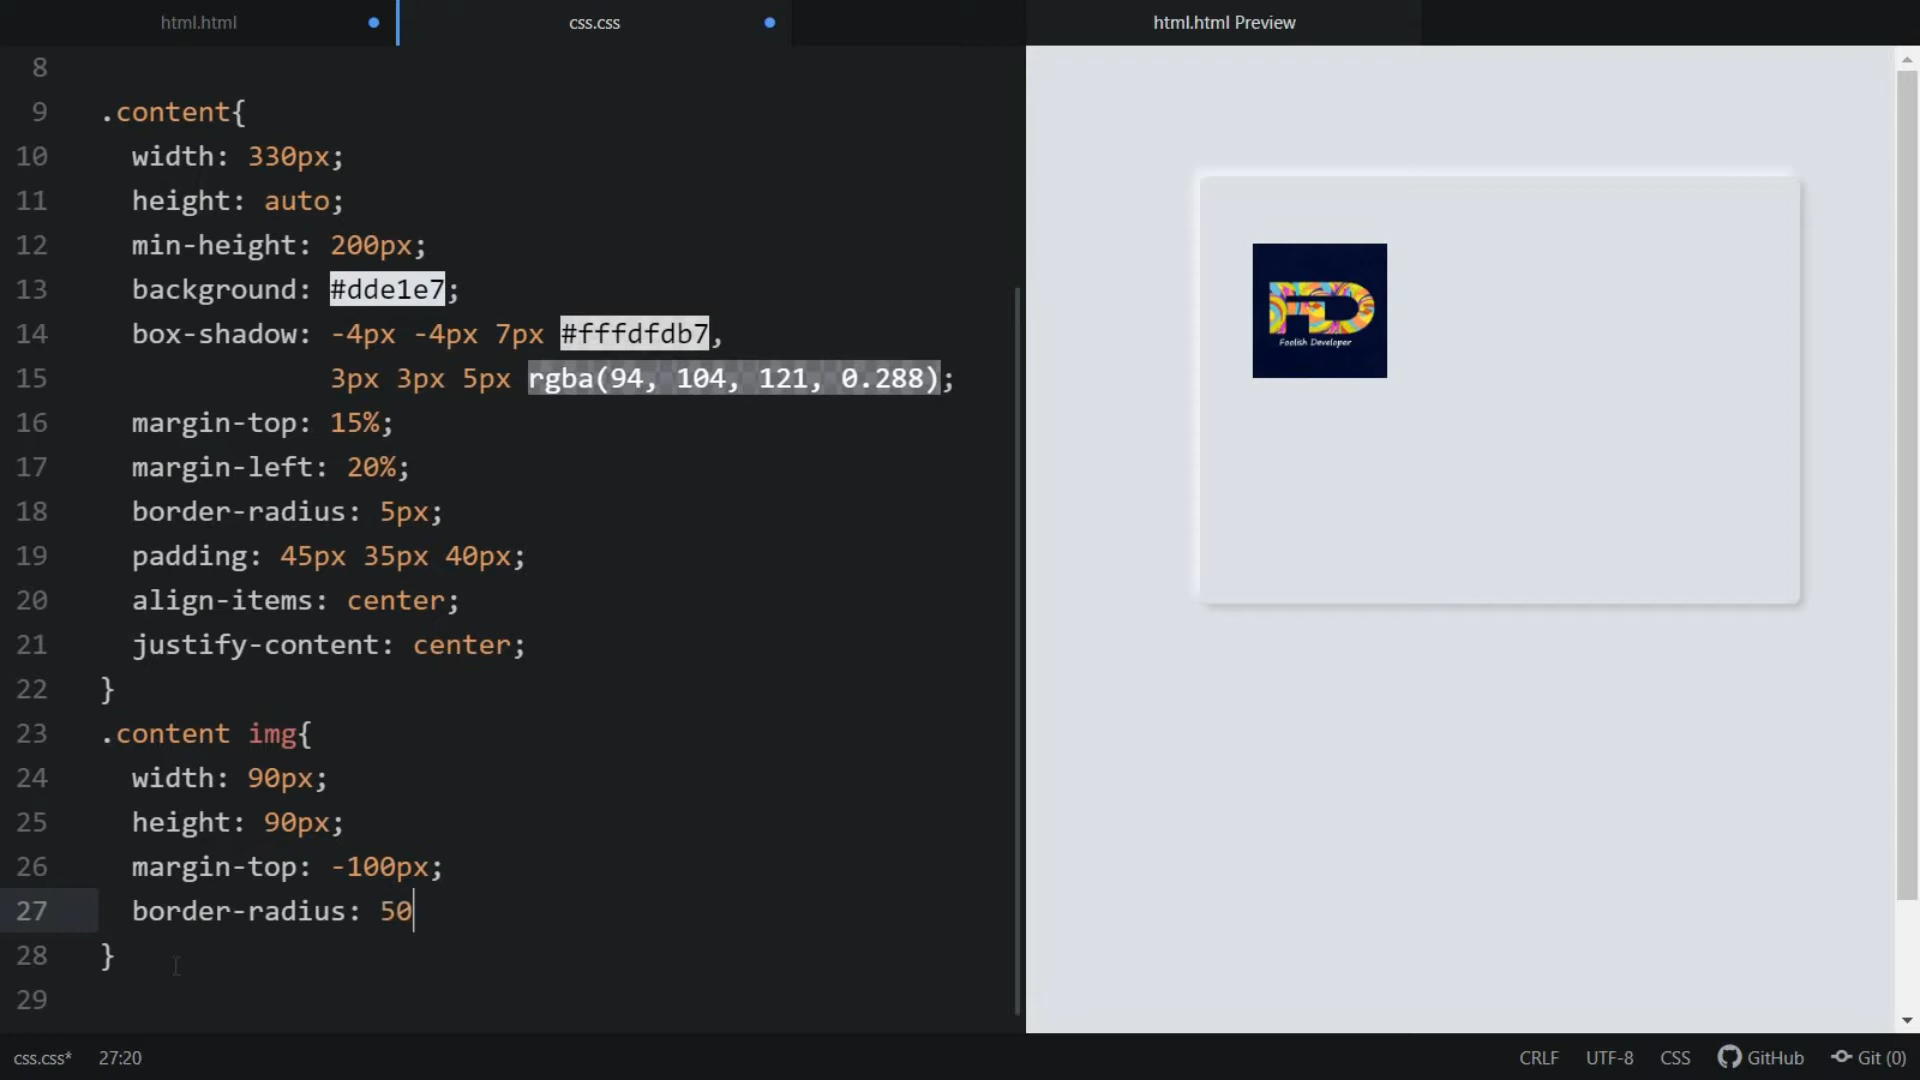 html.html
css.css
html.html Preview
8
9 .content{
10 width: 330px;
11 height: auto;
12 min-height: 200px;
13 background: #dde1e7;
14 box-shadow: -4px -4px 7px #fffdfdb7,
15 3px 3px 5px rgba(94, 104, 121, 0.288);
16 margin-top: 15%;
17 margin-left: 20%;
18 border-radius: 5px;
19 padding: 45px 35px 40px;
20 align-items: center;
21 justify-content: center;
22 }
23 .content img{
24 width: 90px;
25 height: 90px;
26 margin-top: -100px;
27 border-radius: 50
28 }
29
FD
Foolish Developer
css.css* 27:20 CRLF UTF-8 CSS GitHub Git (0)